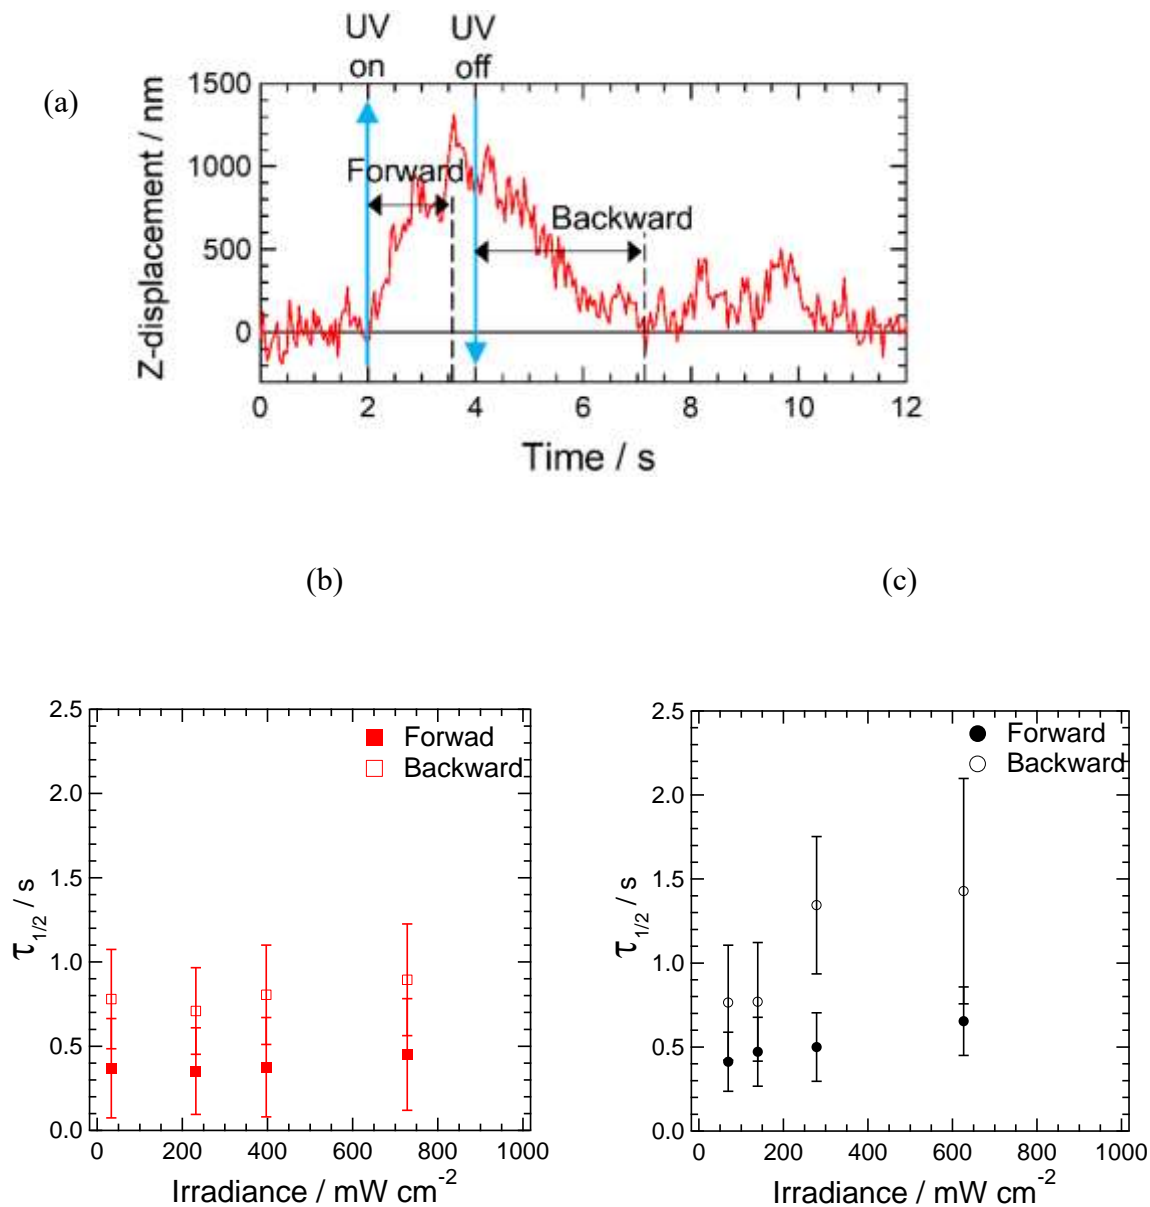 (a)
UV on
UV off
Z-displacement / nm
1500
1000
500
0
Forward
Backward
0 2 4 6 8 10 12
Time / s
(b)
τ1/2 / s
2.5
2.0
1.5
1.0
0.5
0.0
Forwad
Backward
0 200 400 600 800 1000
Irradiance / mW cm-2
(c)
τ1/2 / s
2.5
2.0
1.5
1.0
0.5
0.0
Forward
Backward
0 200 400 600 800 1000
Irradiance / mW cm-2